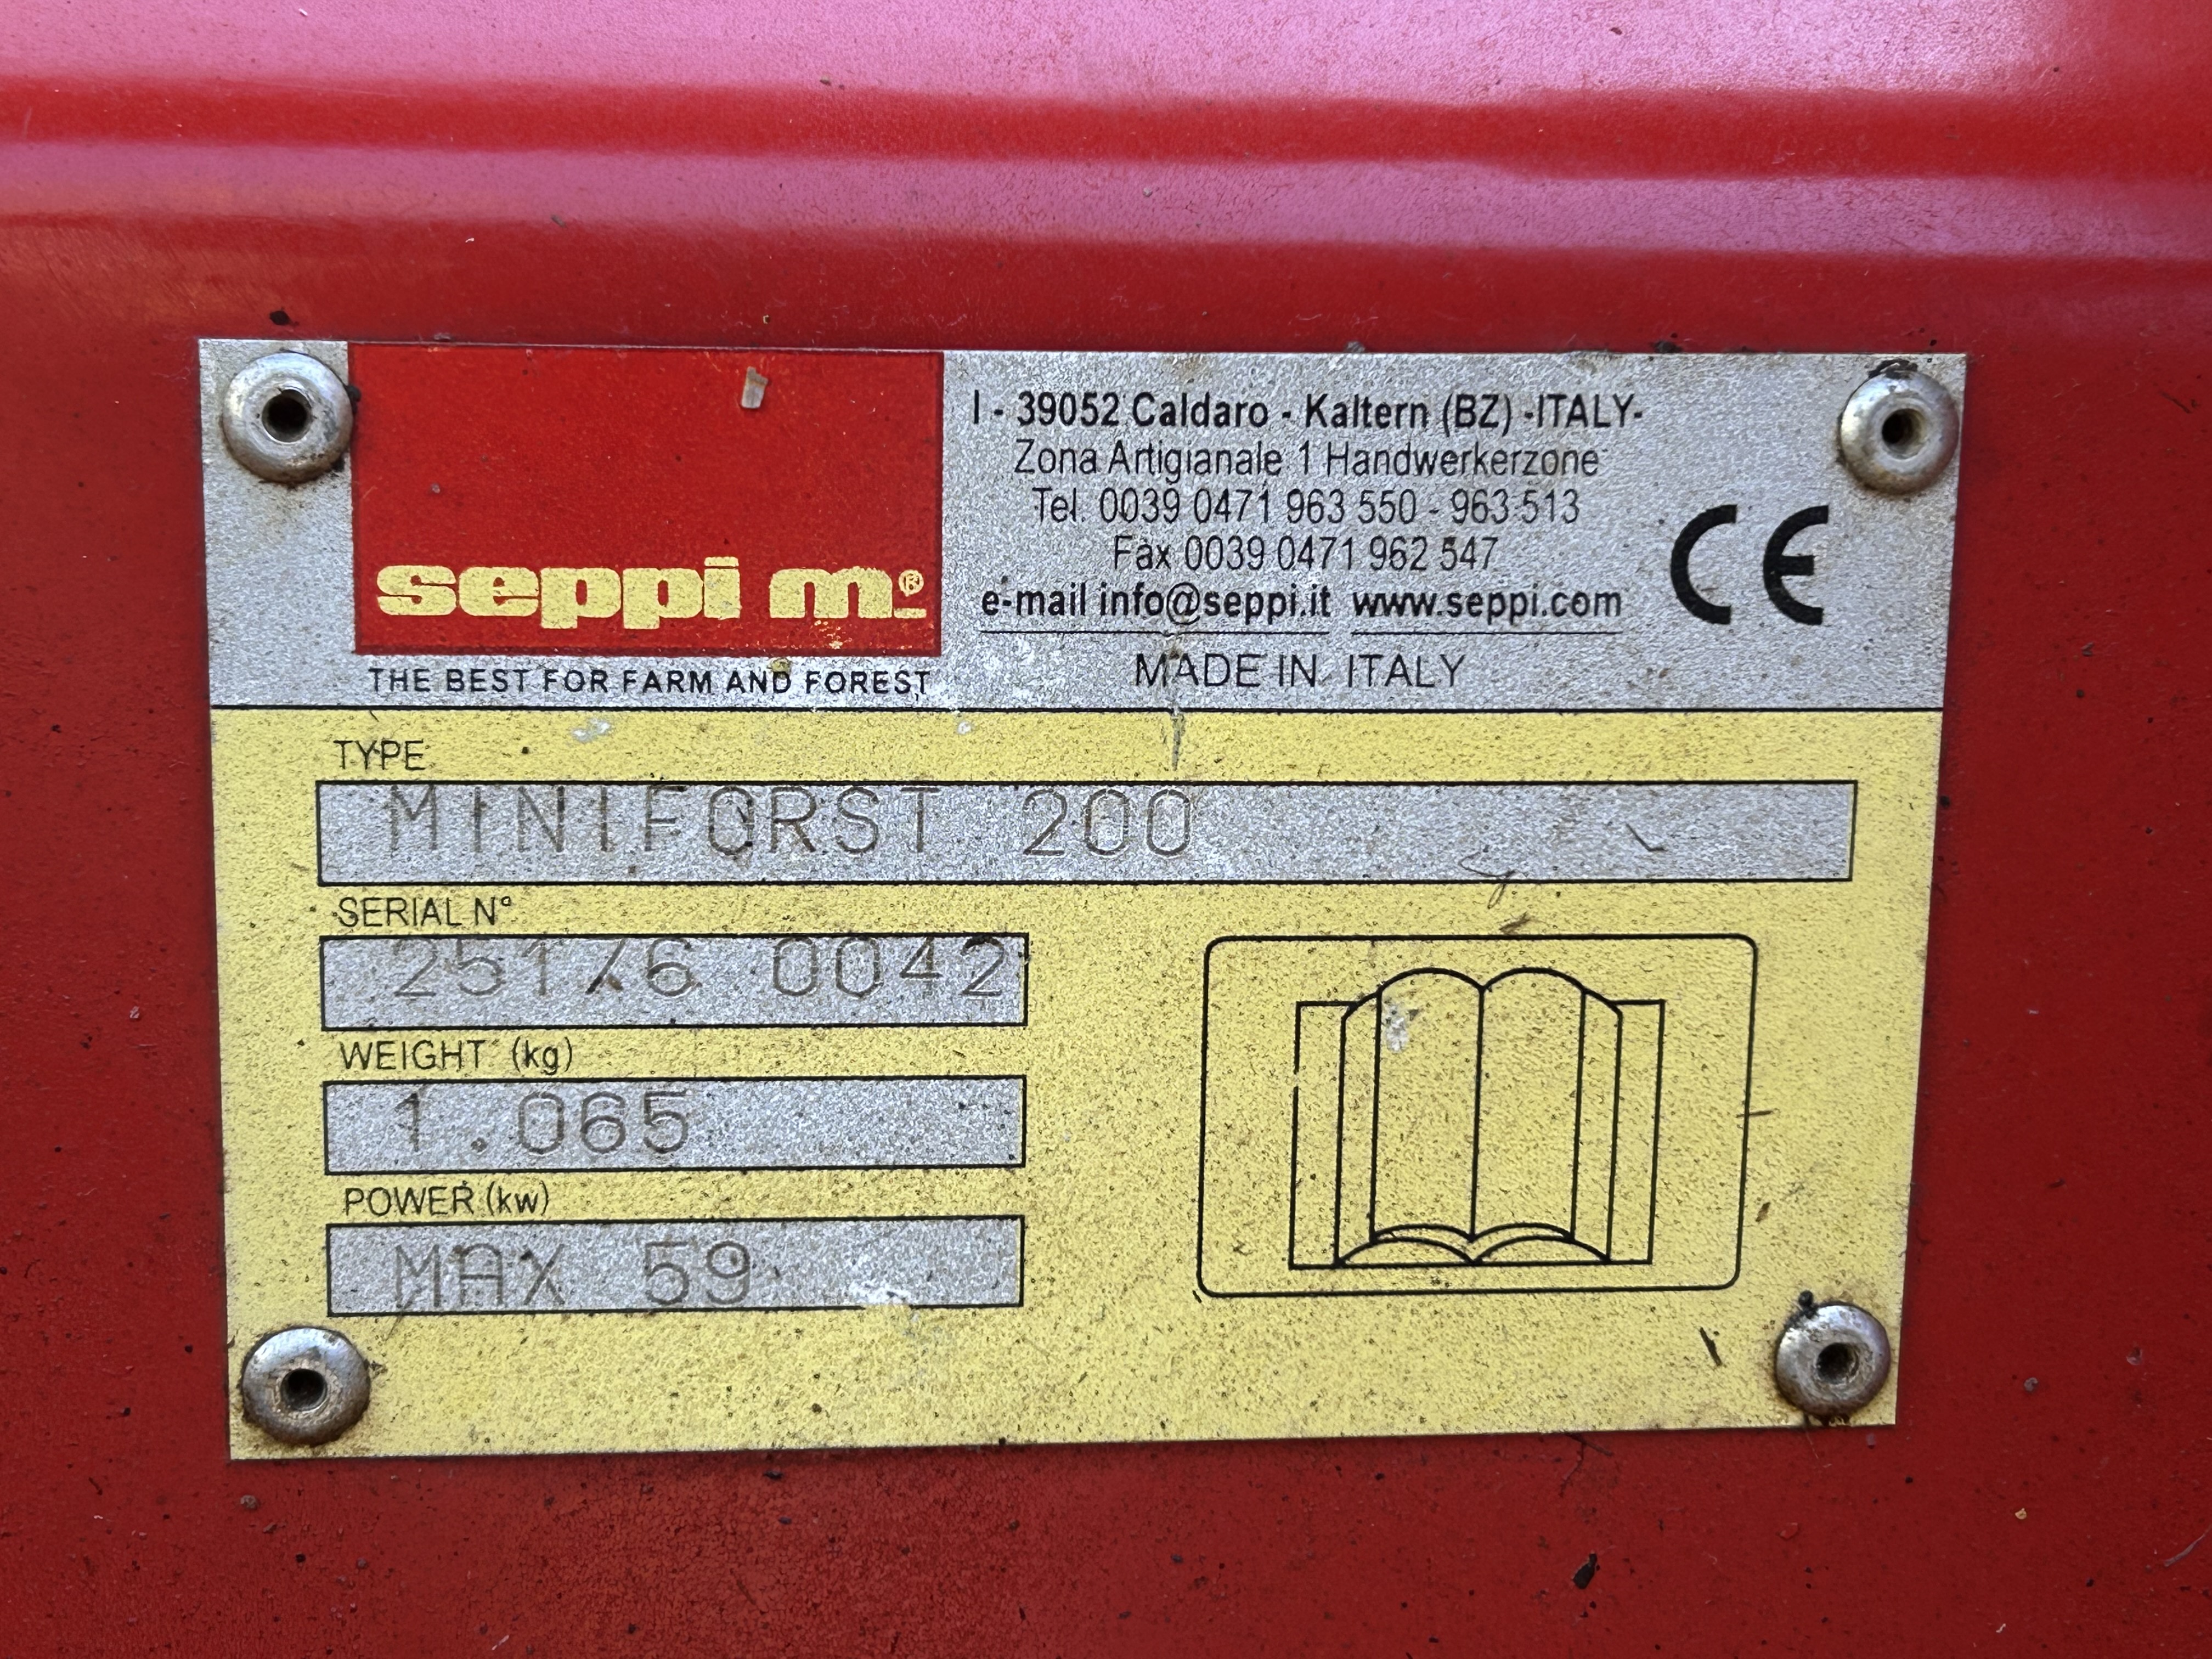 seppi m.®
THE BEST FOR FARM AND FOREST
I - 39052 Caldaro - Kaltern (BZ) -ITALY-
Zona Artigianale 1 Handwerkerzone
Tel. 0039 0471 963 550 - 963 513
Fax 0039 0471 962 547
e-mail info@seppi.it www.seppi.com
MADE IN ITALY
CE
TYPE
MINIFORST 200
SERIAL N°
251/6 0042
WEIGHT (kg)
1.065
POWER (kw)
MAX 59